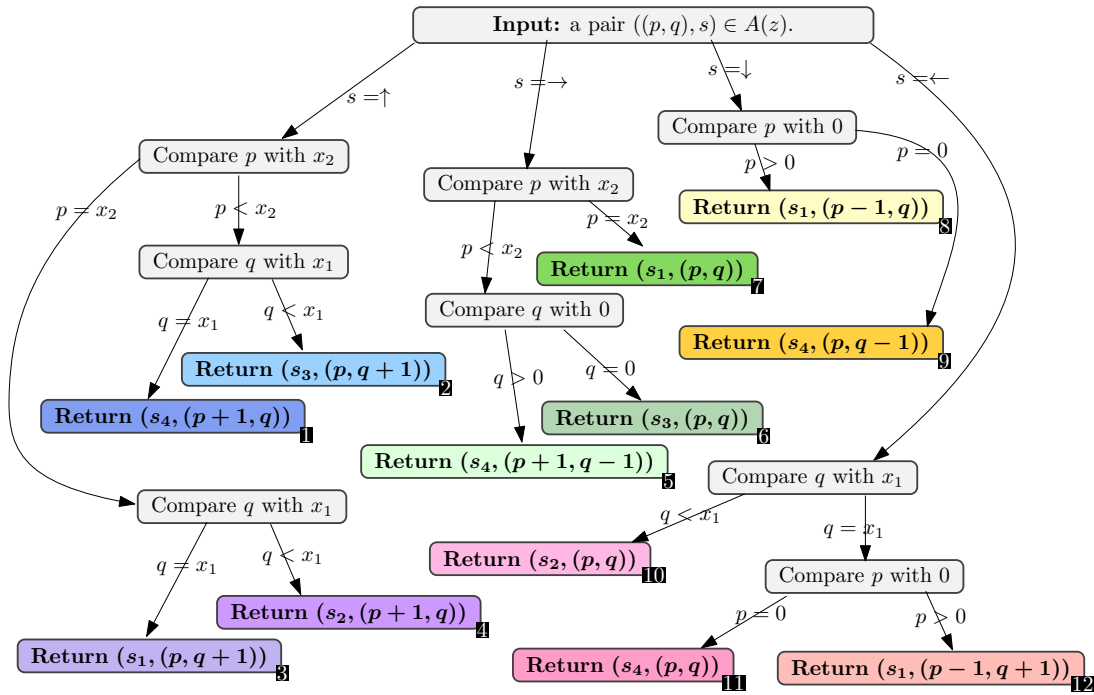 Input: a pair ((p, q), s) ∈ A(z).
s =↑
s =→
s =↓
s =←
Compare p with 0
p = 0
p > 0
Compare p with x₂
Compare p with x₂
Return (s₁, (p − 1, q))
8
p = x₂
p < x₂
p = x₂
p < x₂
Compare q with x₁
Return (s₁, (p, q))
7
Compare q with 0
q = x₁
q < x₁
Return (s₄, (p, q − 1))
9
Return (s₃, (p, q + 1))
2
q > 0
q = 0
Return (s₄, (p + 1, q))
1
Return (s₃, (p, q))
6
Return (s₄, (p + 1, q − 1))
5
Compare q with x₁
Compare q with x₁
q < x₁
q = x₁
q = x₁
q < x₁
Return (s₂, (p, q))
10
Compare p with 0
Return (s₂, (p + 1, q))
4
p = 0
p > 0
Return (s₁, (p, q + 1))
3
Return (s₄, (p, q))
11
Return (s₁, (p − 1, q + 1))
12